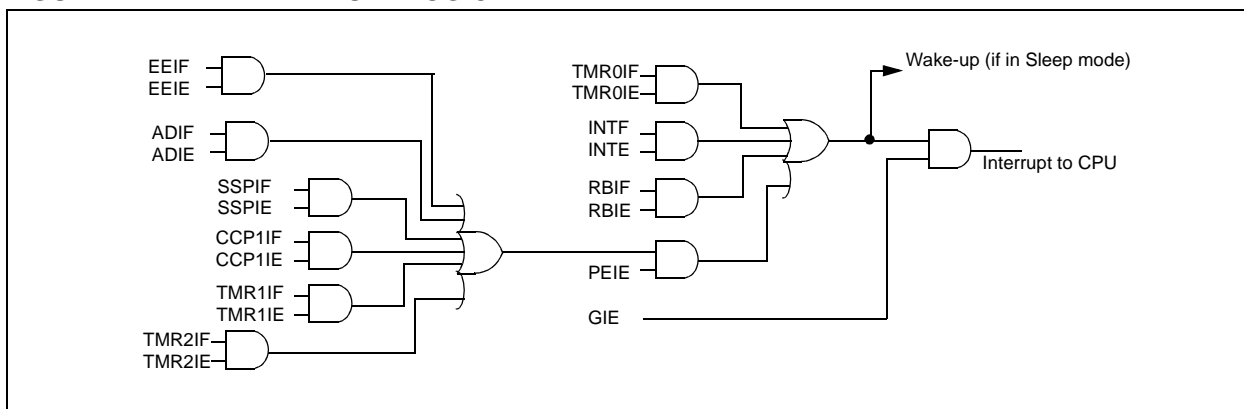 EEIF
EEIE
ADIF
ADIE
SSPIF
SSPIE
CCP1IF
CCP1IE
TMR1IF
TMR1IE
TMR2IF
TMR2IE
TMR0IF
TMR0IE
INTF
INTE
RBIF
RBIE
PEIE
GIE
Wake-up (if in Sleep mode)
Interrupt to CPU